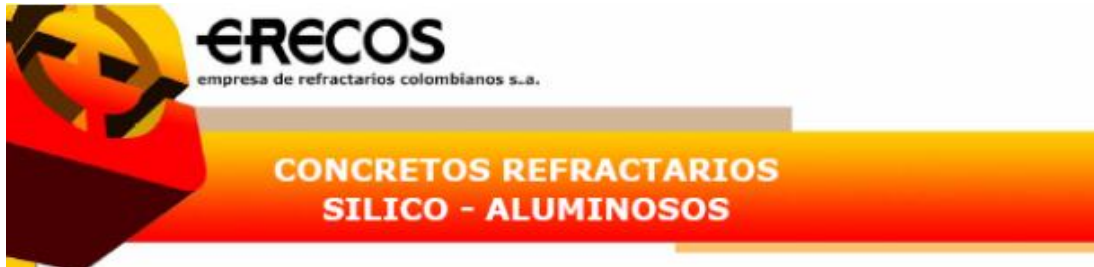 ERECOS
empresa de refractarios colombianos s.a.
CONCRETOS REFRACTARIOS
SILICO - ALUMINOSOS